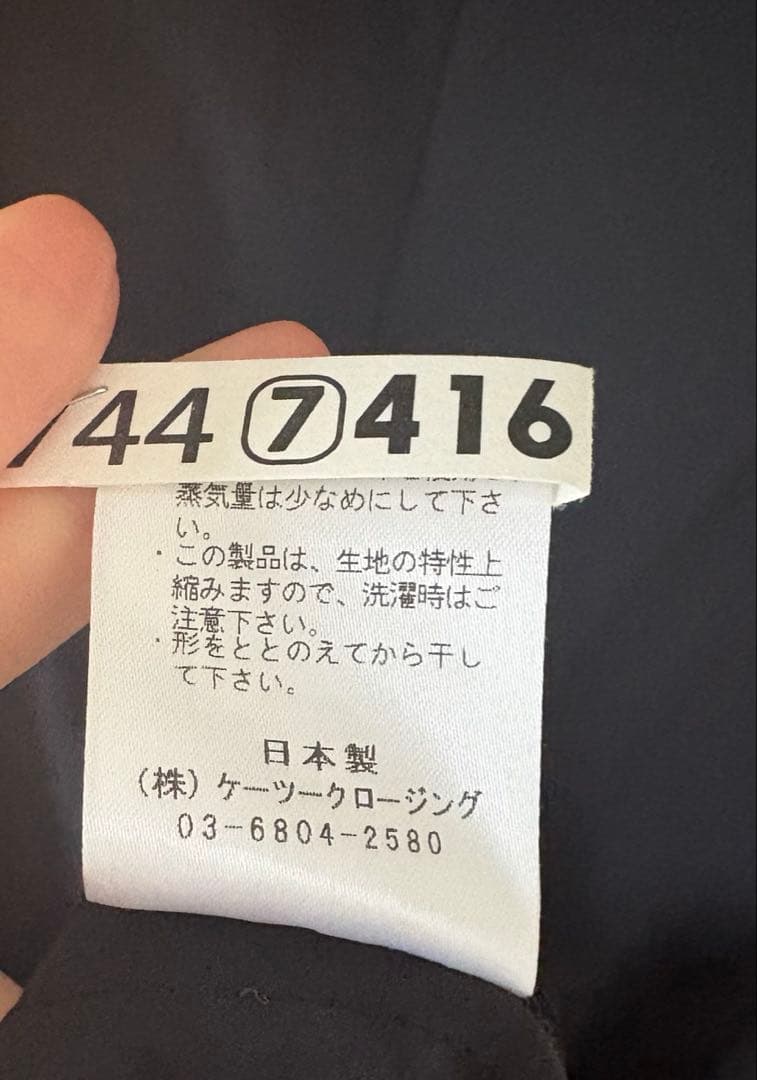 44⑦416
蒸気量は少なめにして下さ
い。
・この製品は、生地の特性上
縮みますので、洗濯時はご
注意下さい。
・形をととのえてから干し
て下さい。
日本製
(株)ケーツークロージング
03-6804-2580